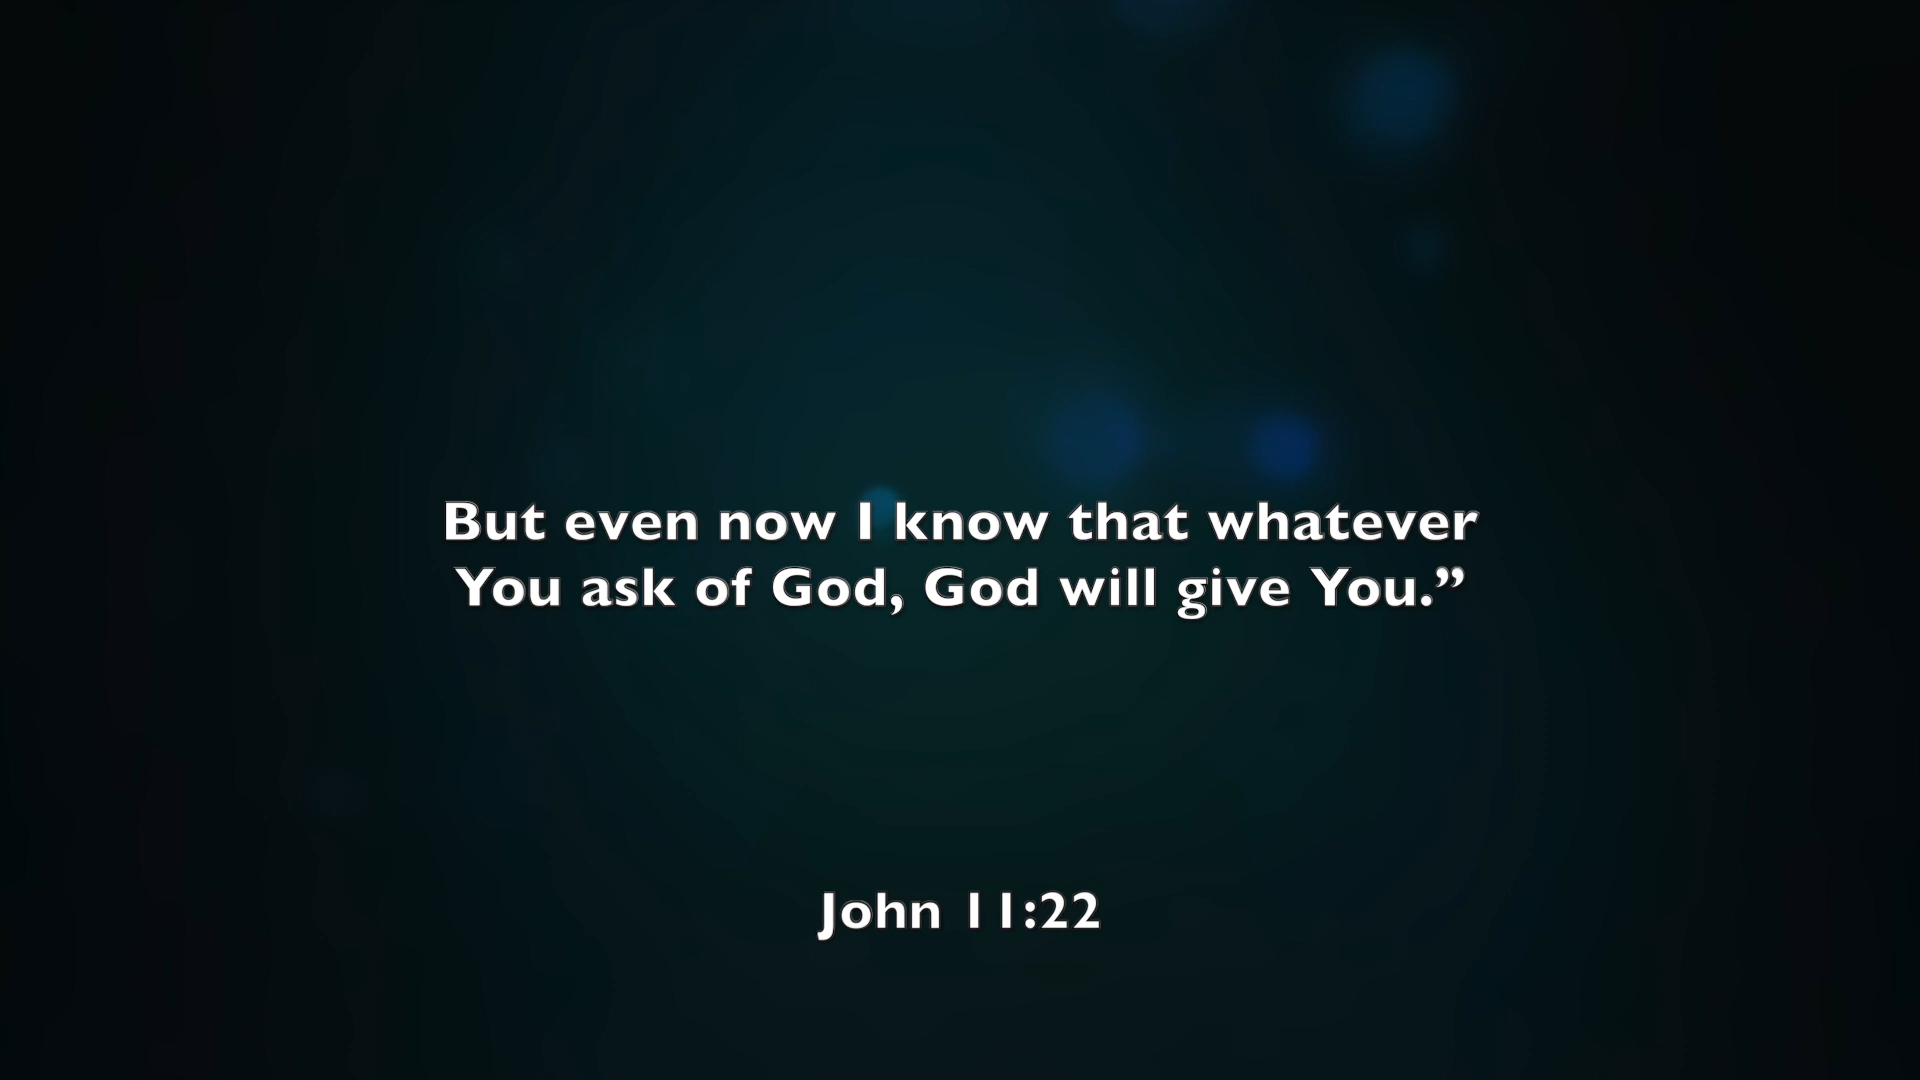 But even now I know that whatever
You ask of God, God will give You.”
John 11:22